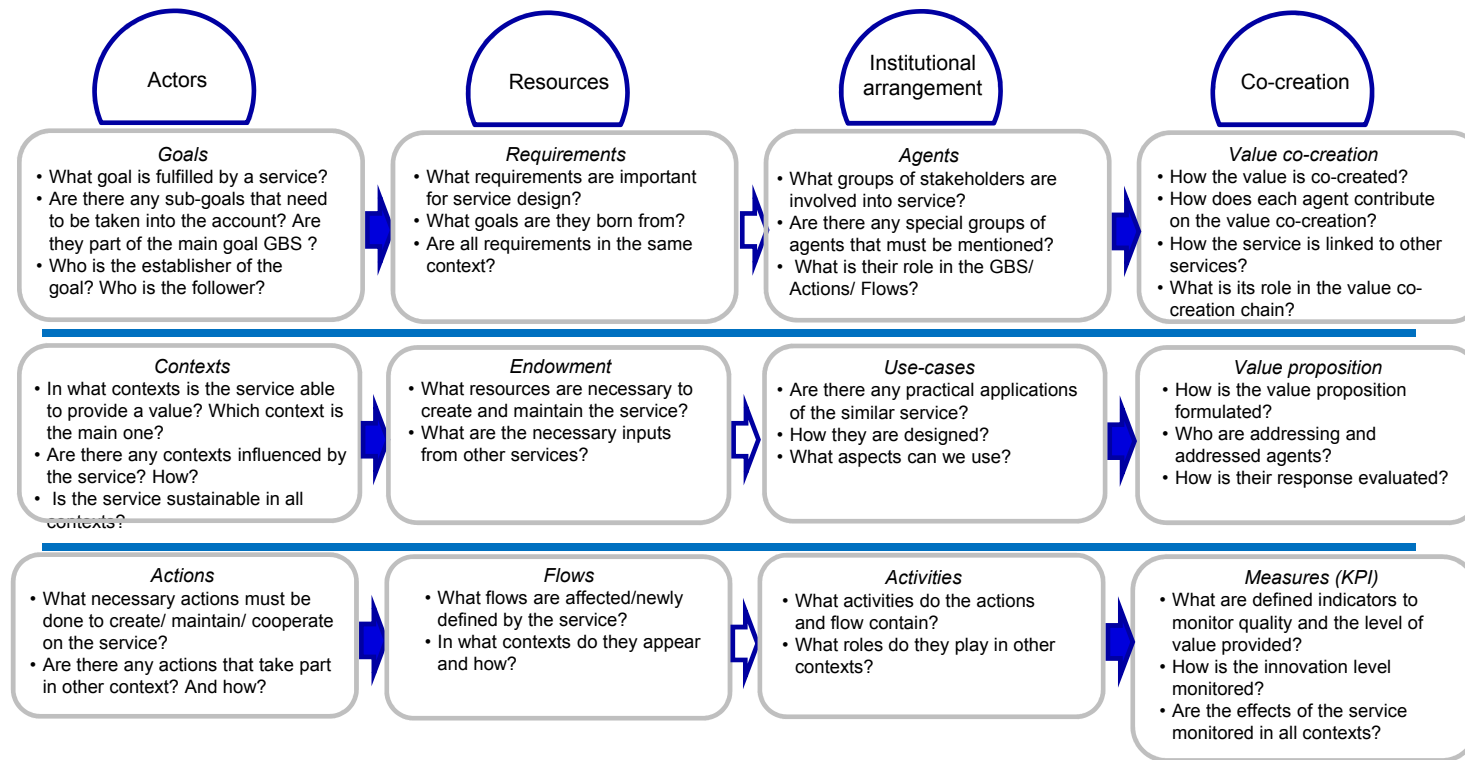 Actors
Resources
Institutional
arrangement
Co-creation
Goals
• What goal is fulfilled by a service?
• Are there any sub-goals that need
to be taken into the account? Are
they part of the main goal GBS ?
• Who is the establisher of the
goal? Who is the follower?
Requirements
• What requirements are important
for service design?
• What goals are they born from?
• Are all requirements in the same
context?
Agents
• What groups of stakeholders are
involved into service?
• Are there any special groups of
agents that must be mentioned?
• What is their role in the GBS/
Actions/ Flows?
Value co-creation
• How the value is co-created?
• How does each agent contribute
on the value co-creation?
• How the service is linked to other
services?
• What is its role in the value co-
creation chain?
Contexts
• In what contexts is the service able
to provide a value? Which context is
the main one?
• Are there any contexts influenced by
the service? How?
• Is the service sustainable in all
contexts?
Endowment
• What resources are necessary to
create and maintain the service?
• What are the necessary inputs
from other services?
Use-cases
• Are there any practical applications
of the similar service?
• How they are designed?
• What aspects can we use?
Value proposition
• How is the value proposition
formulated?
• Who are addressing and
addressed agents?
• How is their response evaluated?
Actions
• What necessary actions must be
done to create/ maintain/ cooperate
on the service?
• Are there any actions that take part
in other context? And how?
Flows
• What flows are affected/newly
defined by the service?
• In what contexts do they appear
and how?
Activities
• What activities do the actions
and flow contain?
• What roles do they play in other
contexts?
Measures (KPI)
• What are defined indicators to
monitor quality and the level of
value provided?
• How is the innovation level
monitored?
• Are the effects of the service
monitored in all contexts?